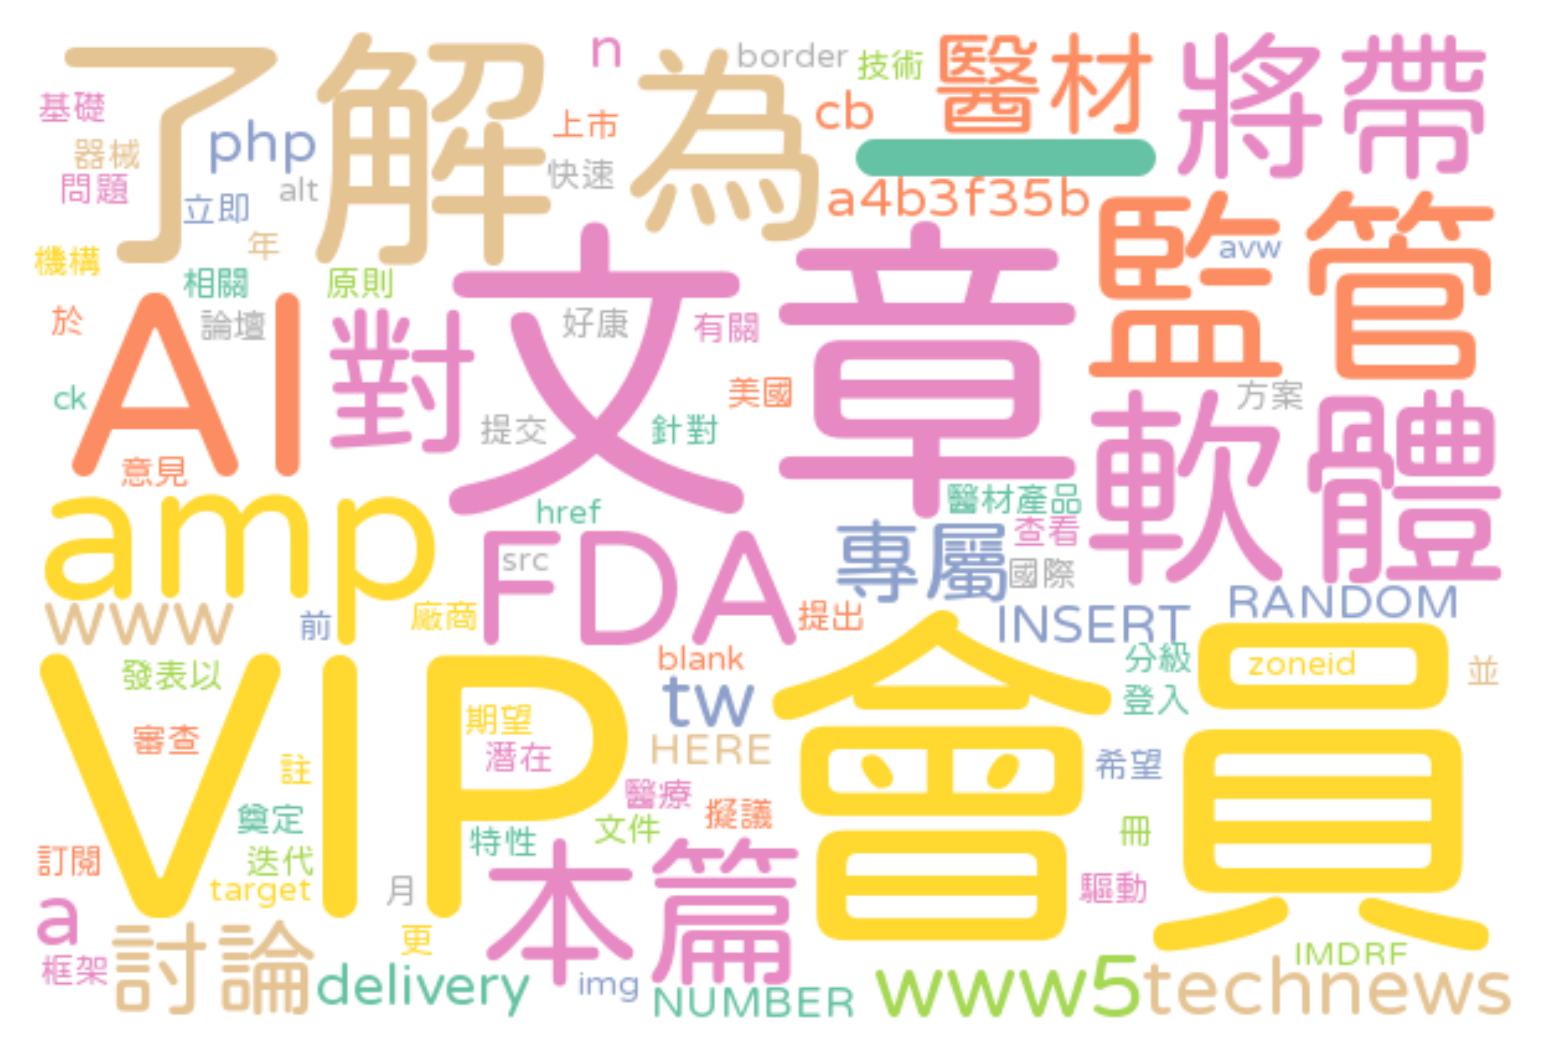 了解
為
n
border
技術
醫材
將帶
基礎
php
上市
cb
器械
快速
問題
alt
立即
a4b3f35b
監管
年
avw
機構
文章
相關
原則
AI
對
於
論壇
好康
有關
美國
方案
ck
提交
針對
軟體
意見
amp
href
醫材產品
src
FDA
專屬
查看
國際
www
前
廠商
提出
INSERT
RANDOM
VIP
會員
發表以
blank
分級
zoneid
並
tw
登入
期望
審查
HERE
潛在
註
希望
醫療
奠定
擬議
特性
文件
冊
訂閱
迭代
本篇
target
月
驅動
a
討論
更
IMDRF
框架
delivery
img
NUMBER
www5
technews